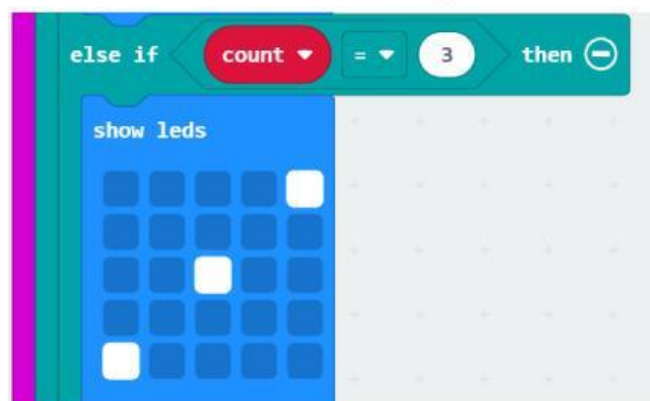 else if count = 3 then
show leds